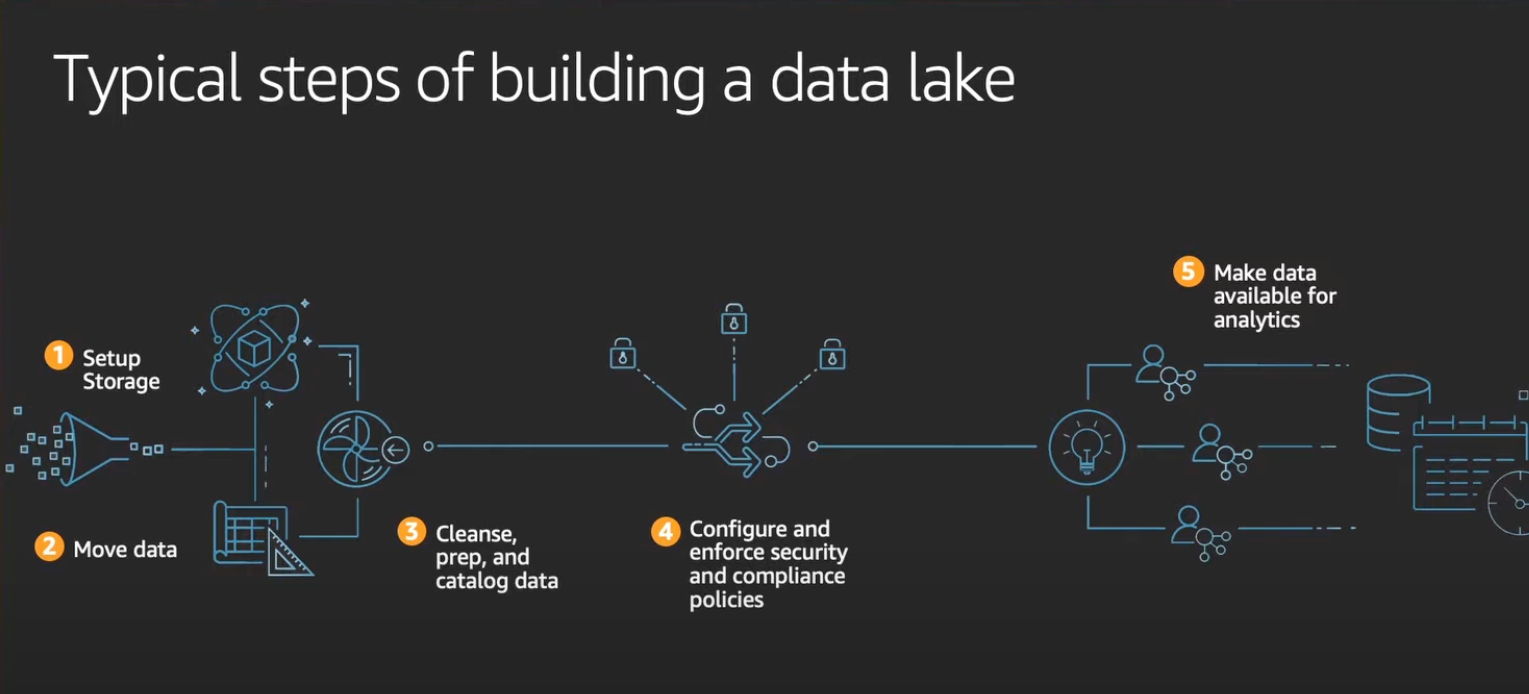 Typical steps of building a data lake
1 Setup
Storage
2 Move data
3 Cleanse,
prep, and
catalog data
4 Configure and
enforce security
and compliance
policies
5 Make data
available for
analytics